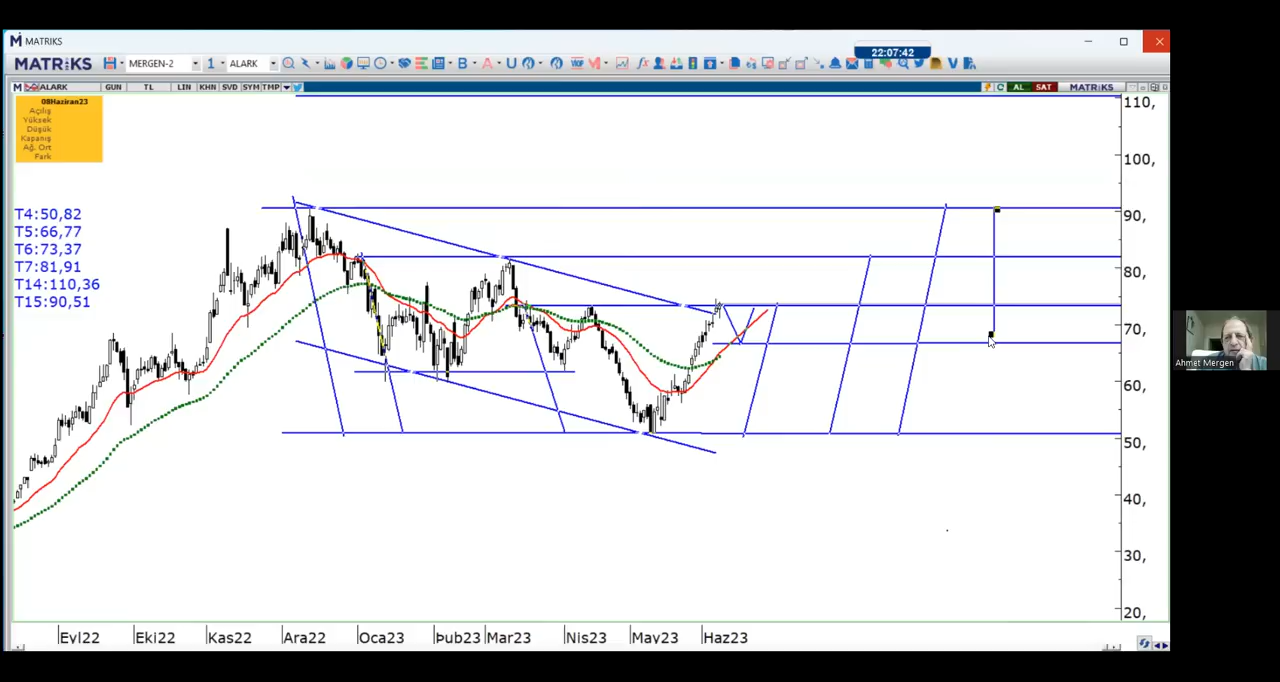 MATRIKS
MATRIKS MERGEN-2 1 ALARK B A U fx V
22:07:42
M ALARK GUN TL LIN KHN SVD SYM TMP AL SAT MATRIKS
08Haziran23
Açılış
Yüksek
Düşük
Kapanış
Ağ. Ort
Fark
T4:50,82
T5:66,77
T6:73,37
T7:81,91
T14:110,36
T15:90,51
110,
100,
90,
80,
70,
60,
50,
40,
30,
20,
Eyl22 Eki22 Kas22 Ara22 Oca23 Þub23 Mar23 Nis23 May23 Haz23
Ahmet Mergen